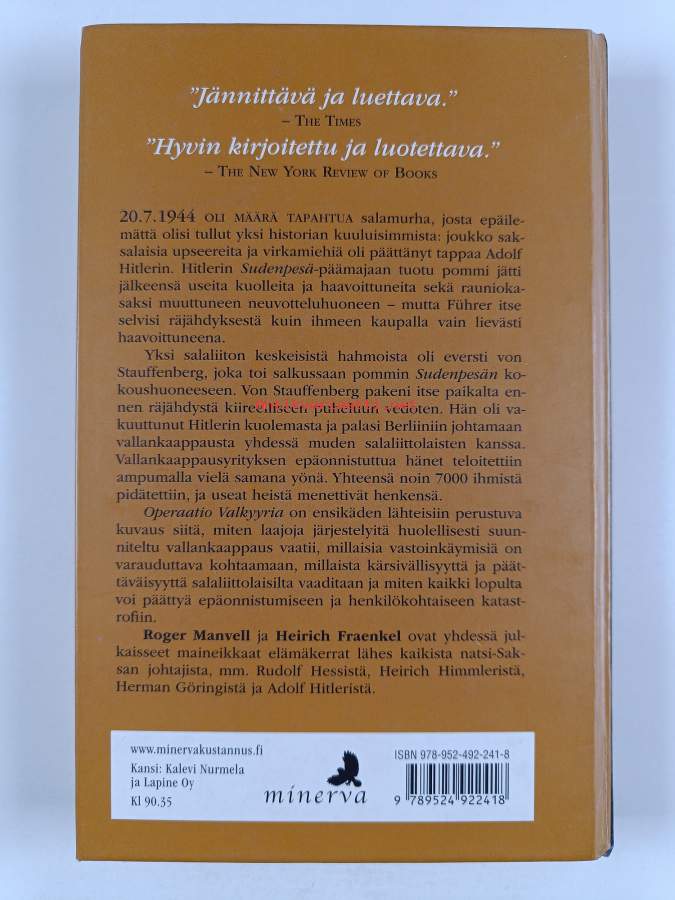 ”Jännittävä ja luettava.”
– The Times
”Hyvin kirjoitettu ja luotettava.”
– The New York Review of Books
20.7.1944 OLI MÄÄRÄ TAPAHTUA salamurha, josta epäile-
mättä olisi tullut yksi historian kuuluisimmista: joukko sak-
salaisia upseereita ja virkamiehiä oli päättänyt tappaa Adolf
Hitlerin. Hitlerin Sudenpesä-päämajaan tuotu pommi jätti
jälkeensä useita kuolleita ja haavoittuneita sekä raunioka-
saksi muuttuneen neuvotteluhuoneen – mutta Führer itse
selvisi räjähdyksestä kuin ihmeen kaupalla vain lievästi
haavoittuneena.
Yksi salaliiton keskeisistä hahmoista oli eversti von
Stauffenberg, joka toi salkussaan pommin Sudenpesän ko-
koushuoneeseen. Von Stauffenberg pakeni itse paikalta en-
nen räjähdystä kiireelliseen puheluun vedoten. Hän oli va-
kuuttunut Hitlerin kuolemasta ja palasi Berliiniin johtamaan
vallankaappausta yhdessä muden salaliittolaisten kanssa.
Vallankaappausyrityksen epäonnistuttua hänet teloitettiin
ampumalla vielä samana yönä. Yhteensä noin 7000 ihmistä
pidätettiin, ja useat heistä menettivät henkensä.
Operaatio Valkyyria on ensikäden lähteisiin perustuva
kuvaus siitä, miten laajoja järjestelyitä huolellisesti suun-
niteltu vallankaappaus vaatii, millaisia vastoinkäymisiä on
varauduttava kohtaamaan, millaista kärsivällisyyttä ja päät-
täväisyyttä salaliittolaisilta vaaditaan ja miten kaikki lopulta
voi päättyä epäonnistumiseen ja henkilökohtaiseen katast-
rofiin.
Roger Manvell ja Heirich Fraenkel ovat yhdessä jul-
kaisseet maineikkaat elämäkerrat lähes kaikista natsi-Sak-
san johtajista, mm. Rudolf Hessistä, Heirich Himmleristä,
Herman Göringistä ja Adolf Hitleristä.
www.minervakustannus.fi
Kansi: Kalevi Nurmela
ja Lapine Oy
Kl 90.35
minerva
ISBN 978-952-492-241-8
9 789524 922418